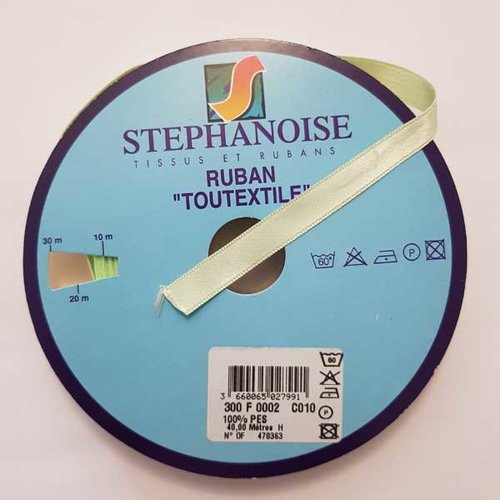 STEPHANOISE
TISSUS ET RUBANS
RUBAN
"TOUTEXTILE"
30 m
10 m
20 m
60°
P
3 660065 027991
300 F 0002 C010
100% PES
40,00 Mètres H
N° OF 470363
60
P